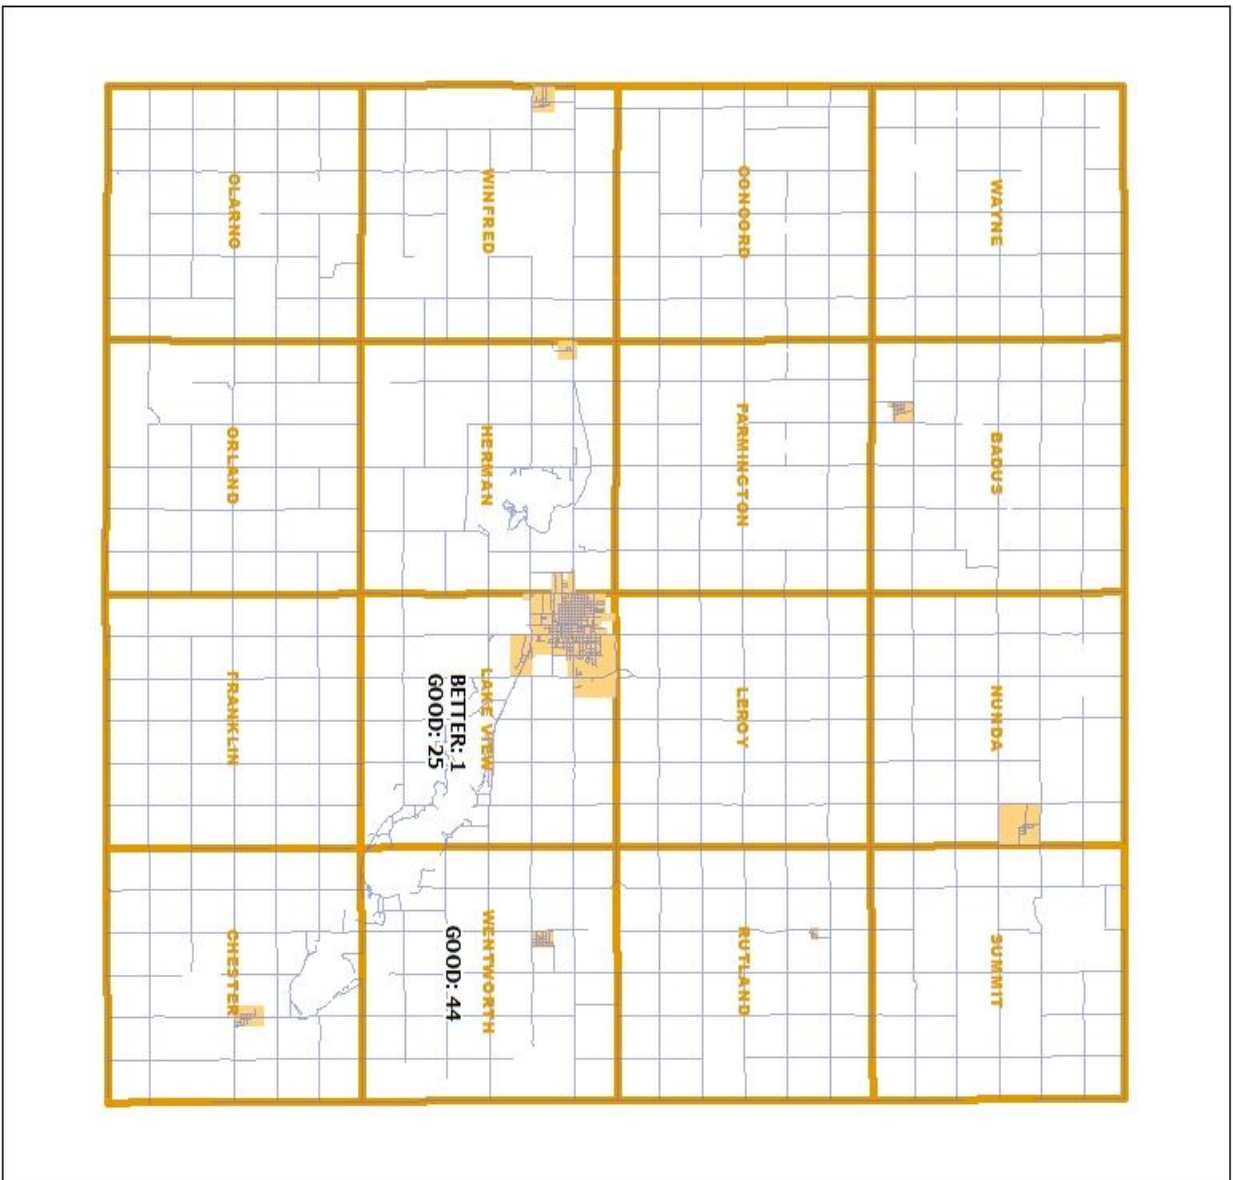 WAYNE
BADUS
NUNDA
SUMMIT
CONCORD
FARMINGTON
LEROY
RUTLAND
WINFRED
HERMAN
LAKE VIEW
BETTER: 1
GOOD: 25
WENTWORTH
GOOD: 44
CLARNO
ORLAND
FRANKLIN
CHESTER